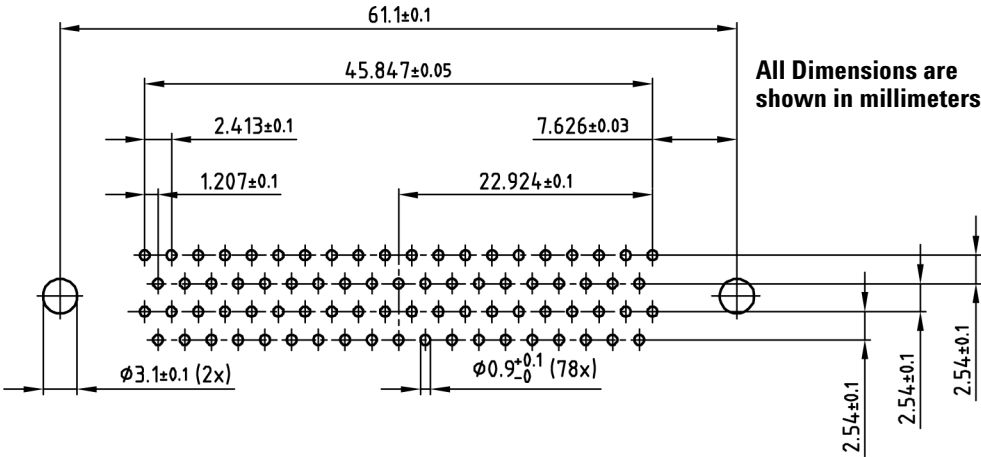 61.1±0.1
45.847±0.05
All Dimensions are
shown in millimeters
2.413±0.1
7.626±0.03
1.207±0.1
22.924±0.1
Ø3.1±0.1 (2x)
Ø0.9+0.1 -0 (78x)
2.54±0.1
2.54±0.1
2.54±0.1